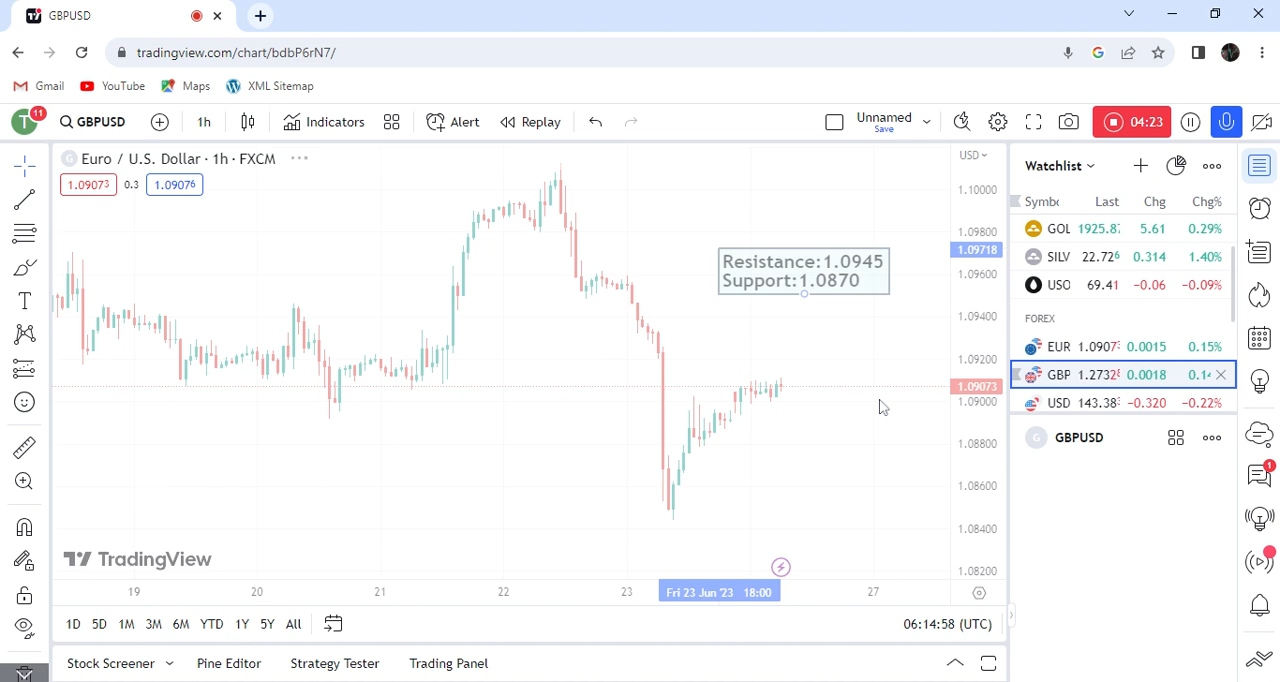 GPBUSD
tradingview.com/chart/bdbP6rN7/
Gmail YouTube Maps XML Sitemap
T 11 GBPUSD 1h Indicators Alert Replay Unnamed Save 04:23
Euro / U.S. Dollar · 1h · FXCM
1.09073 0.3 1.09076
USD
1.10000
1.09800
1.09718
1.09600
1.09400
1.09200
1.09073
1.09000
1.08800
1.08600
1.08400
1.08200
Resistance:1.0945
Support:1.0870
TradingView
19 20 21 22 23 Fri 23 Jun '23 18:00 27
1D 5D 1M 3M 6M YTD 1Y 5Y All 06:14:58 (UTC)
Stock Screener Pine Editor Strategy Tester Trading Panel
Watchlist
Symbo Last Chg Chg%
GOL 1925.87 5.61 0.29%
SILV 22.726 0.314 1.40%
USO 69.41 -0.06 -0.09%
FOREX
EUR 1.09073 0.0015 0.15%
GBP 1.27328 0.0018 0.14
USD 143.383 -0.320 -0.22%
G GBPUSD
1